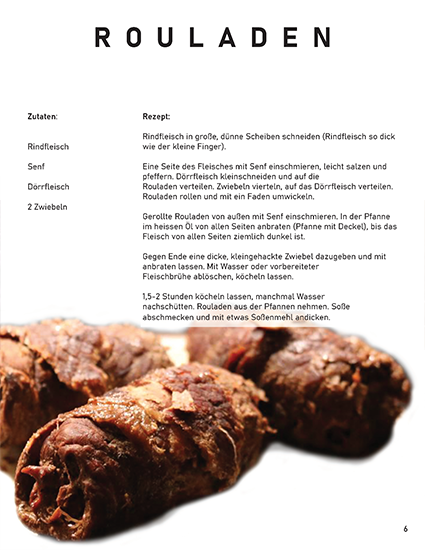 ROULADEN
Zutaten:
Rindfleisch
Senf
Dörrfleisch
2 Zwiebeln
Rezept:
Rindfleisch in große, dünne Scheiben schneiden (Rindfleisch so dick
wie der kleine Finger).
Eine Seite des Fleisches mit Senf einschmieren, leicht salzen und
pfeffern. Dörrfleisch kleinschneiden und auf die
Rouladen verteilen. Zwiebeln vierteln, auf das Dörrfleisch verteilen.
Rouladen rollen und mit ein Faden umwickeln.
Gerollte Rouladen von außen mit Senf einschmieren. In der Pfanne
im heissen Öl von allen Seiten anbraten (Pfanne mit Deckel), bis das
Fleisch von allen Seiten ziemlich dunkel ist.
Gegen Ende eine dicke, kleingehackte Zwiebel dazugeben und mit
anbraten lassen. Mit Wasser oder vorbereiteter
Fleischbrühe ablöschen, köcheln lassen.
1,5-2 Stunden köcheln lassen, manchmal Wasser
nachschütten. Rouladen aus der Pfannen nehmen. Soße
abschmecken und mit etwas Soßenmehl andicken.
6